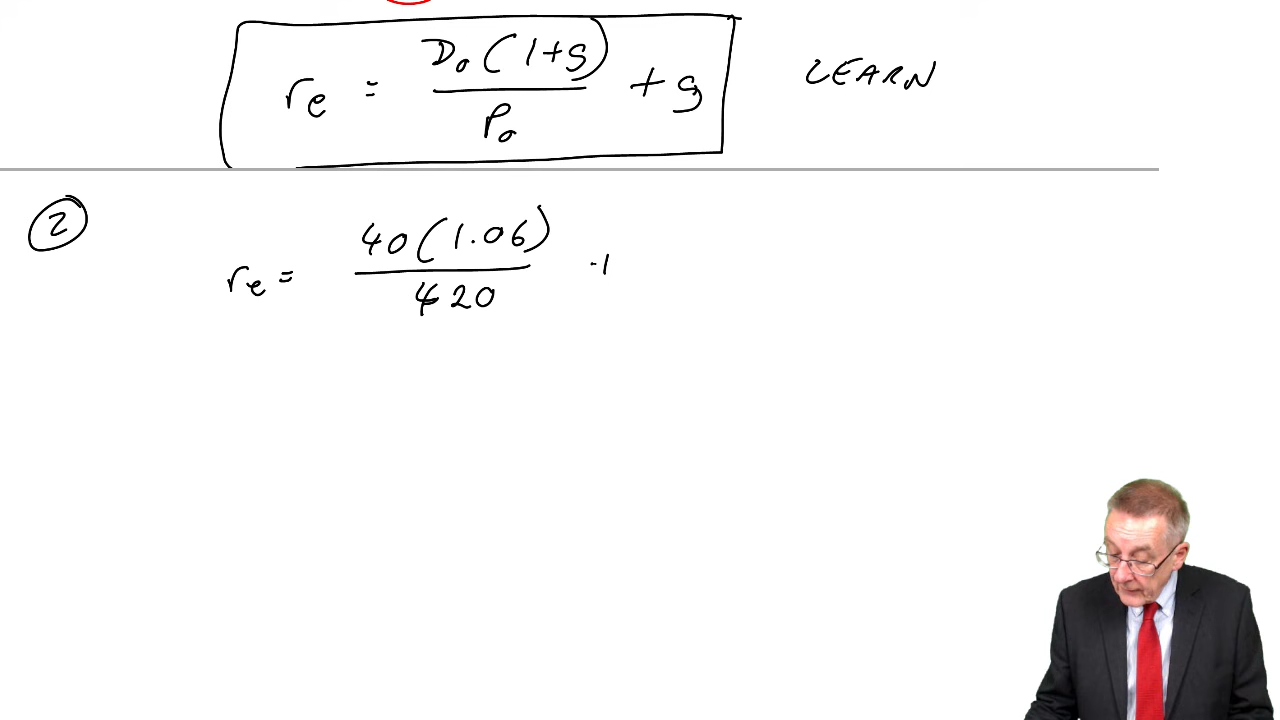 re = D₀(1+g)/P₀ + g LEARN
2
re = 40(1.06)/420